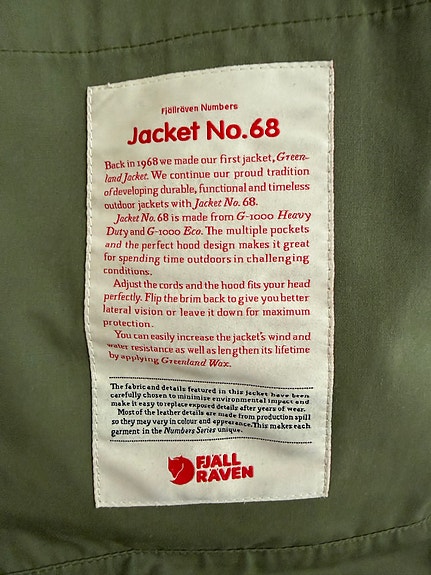 Fjällräven Numbers
Jacket No.68
Back in 1968 we made our first jacket, Green-
land Jacket. We continue our proud tradition
of developing durable, functional and timeless
outdoor jackets with Jacket No. 68.
Jacket No. 68 is made from G-1000 Heavy
Duty and G-1000 Eco. The multiple pockets
and the perfect hood design makes it great
for spending time outdoors in challenging
conditions.
Adjust the cords and the hood fits your head
perfectly. Flip the brim back to give you better
lateral vision or leave it down for maximum
protection.
You can easily increase the jacket's wind and
water resistance as well as lengthen its lifetime
by applying Greenland Wax.
The fabric and details featured in this jacket have been
carefully chosen to minimise environmental impact and
make it easy to replace exposed details after years of wear.
Most of the leather details are made from production spill
so they may vary in colour and appearance. This makes each
garment in the Numbers Series unique.
FJÄLL
RÄVEN